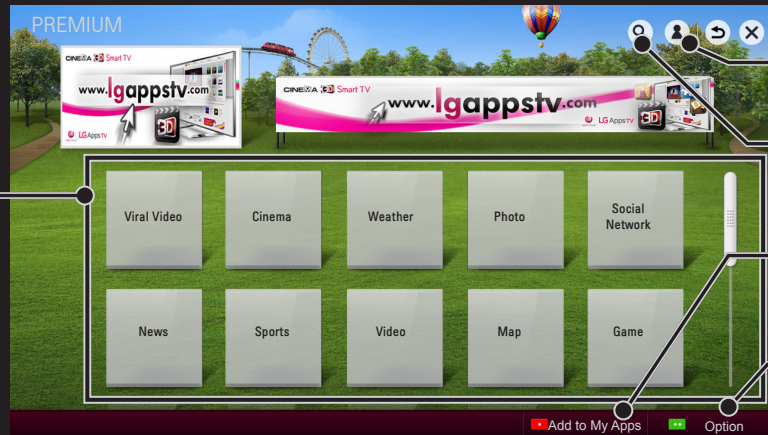 PREMIUM
CINEMA 3D Smart TV
www.lgappstv.com
3D
LG Apps TV
CINEMA 3D Smart TV
www.lgappstv.com
LG Apps TV
3D
Viral Video
Cinema
Weather
Photo
Social
Network
News
Sports
Video
Map
Game
Add to My Apps
Option